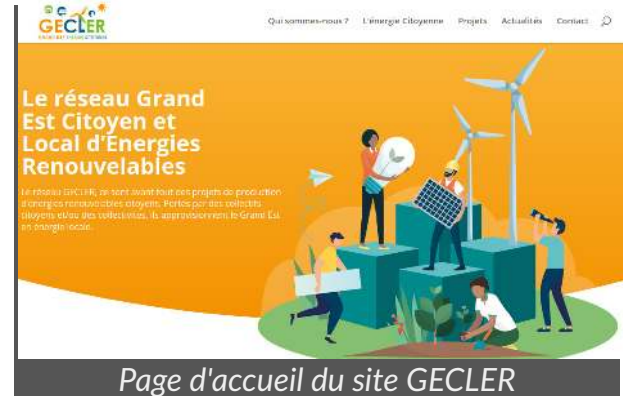 GECLER
Qui sommes-nous ? L'énergie Citoyenne Projets Actualités Contact
Le réseau Grand
Est Citoyen et
Local d'Énergies
Renouvelables
Le réseau GECLER, ce sont avant tout des projets de production
d'énergies renouvelables citoyens. Portés par des collectifs
citoyens et/ou des collectivités, ils approvisionnent le Grand Est
en énergie locale.
Page d'accueil du site GECLER